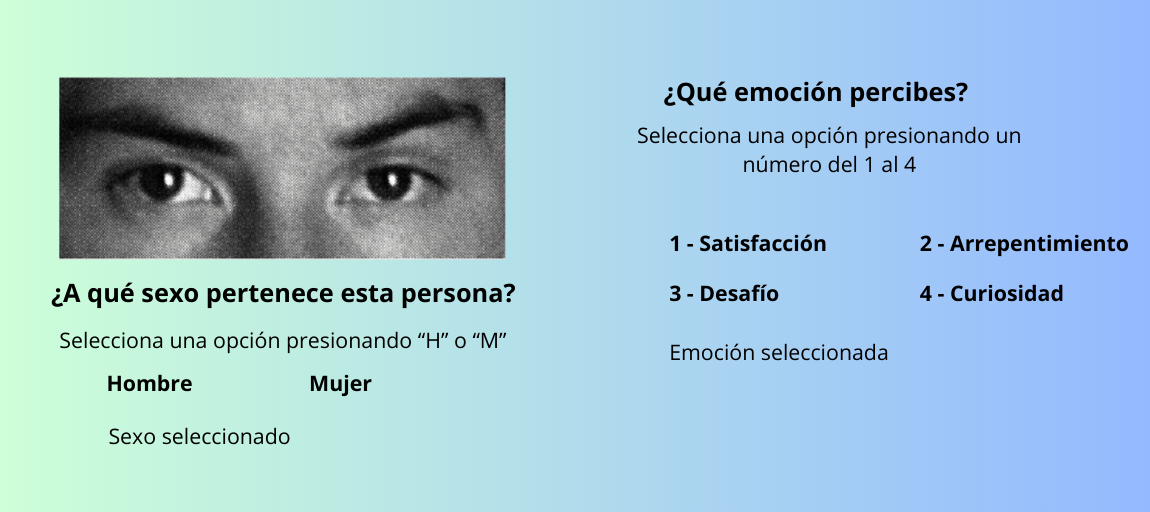 ¿A qué sexo pertenece esta persona?
Selecciona una opción presionando “H” o “M”
Hombre Mujer
Sexo seleccionado
¿Qué emoción percibes?
Selecciona una opción presionando un
número del 1 al 4
1 - Satisfacción 2 - Arrepentimiento
3 - Desafío 4 - Curiosidad
Emoción seleccionada